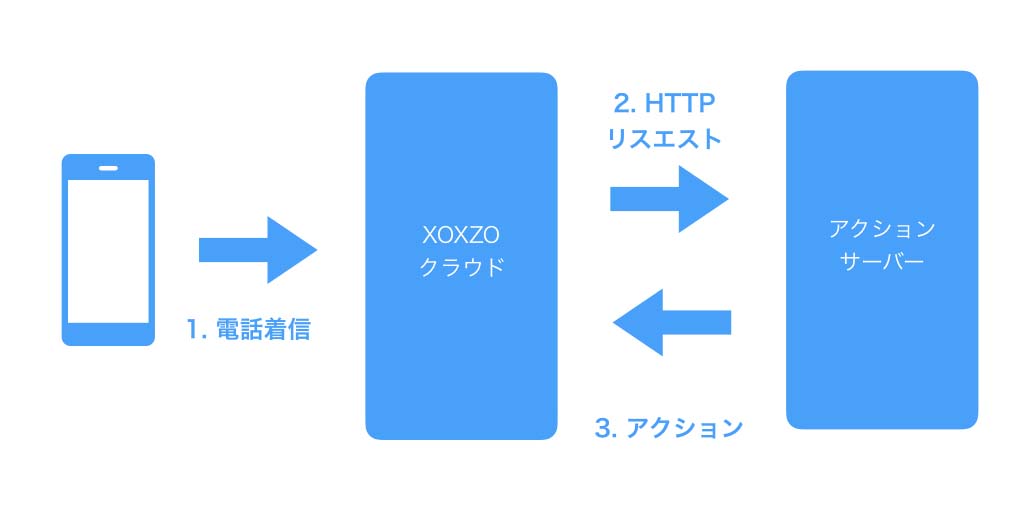 1. 電話着信
XOXZO
クラウド
2. HTTP
リスエスト
3. アクション
アクション
サーバー